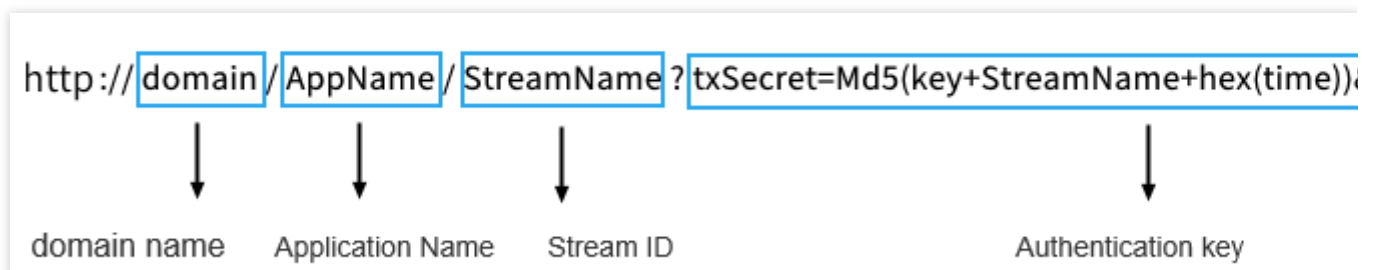 http://domain/AppName/StreamName?txSecret=Md5(key+StreamName+hex(time))&
domain name Application Name Stream ID Authentication key